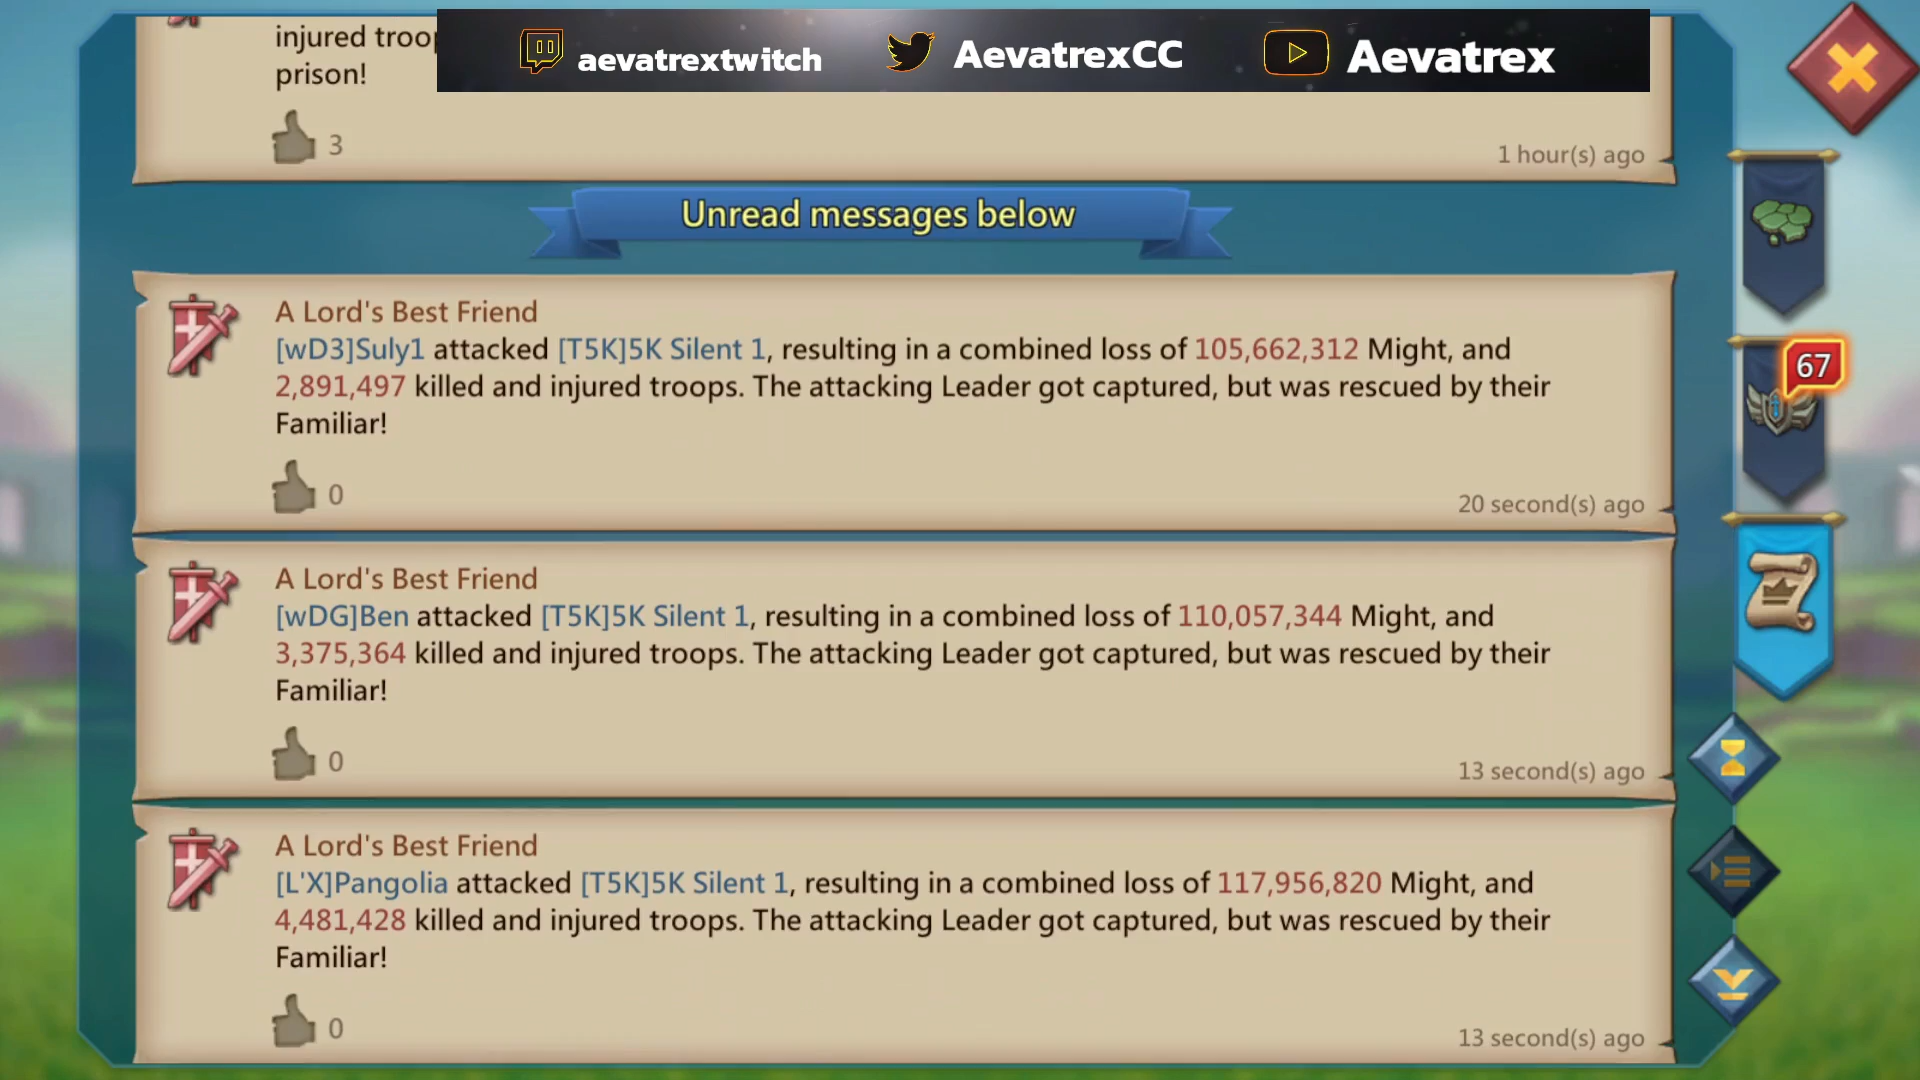 injured troop
prison!
aevatrextwitch AevatrexCC Aevatrex
3
1 hour(s) ago
Unread messages below
A Lord's Best Friend
[wD3]Suly1 attacked [T5K]5K Silent 1, resulting in a combined loss of 105,662,312 Might, and
2,891,497 killed and injured troops. The attacking Leader got captured, but was rescued by their
Familiar!
0
20 second(s) ago
67
A Lord's Best Friend
[wDG]Ben attacked [T5K]5K Silent 1, resulting in a combined loss of 110,057,344 Might, and
3,375,364 killed and injured troops. The attacking Leader got captured, but was rescued by their
Familiar!
0
13 second(s) ago
A Lord's Best Friend
[L'X]Pangolia attacked [T5K]5K Silent 1, resulting in a combined loss of 117,956,820 Might, and
4,481,428 killed and injured troops. The attacking Leader got captured, but was rescued by their
Familiar!
0
13 second(s) ago